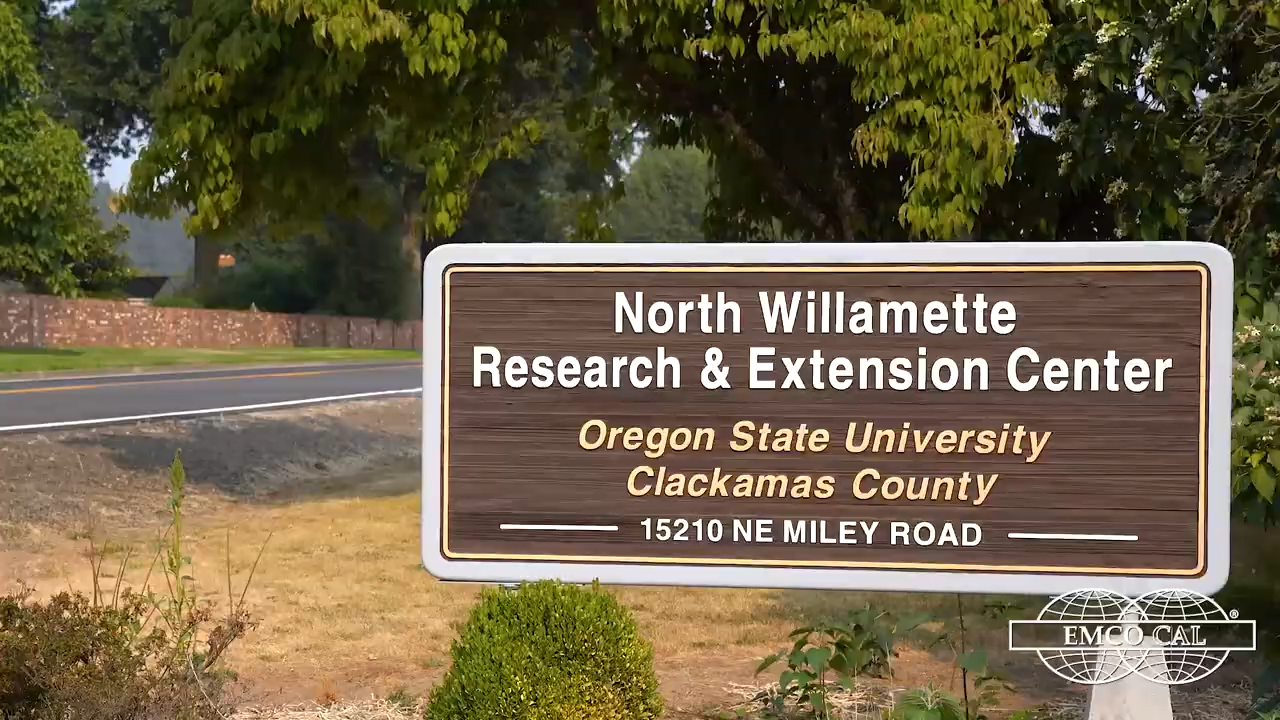 North Willamette
Research & Extension Center
Oregon State University
Clackamas County
15210 NE MILEY ROAD
EMCO CAL®